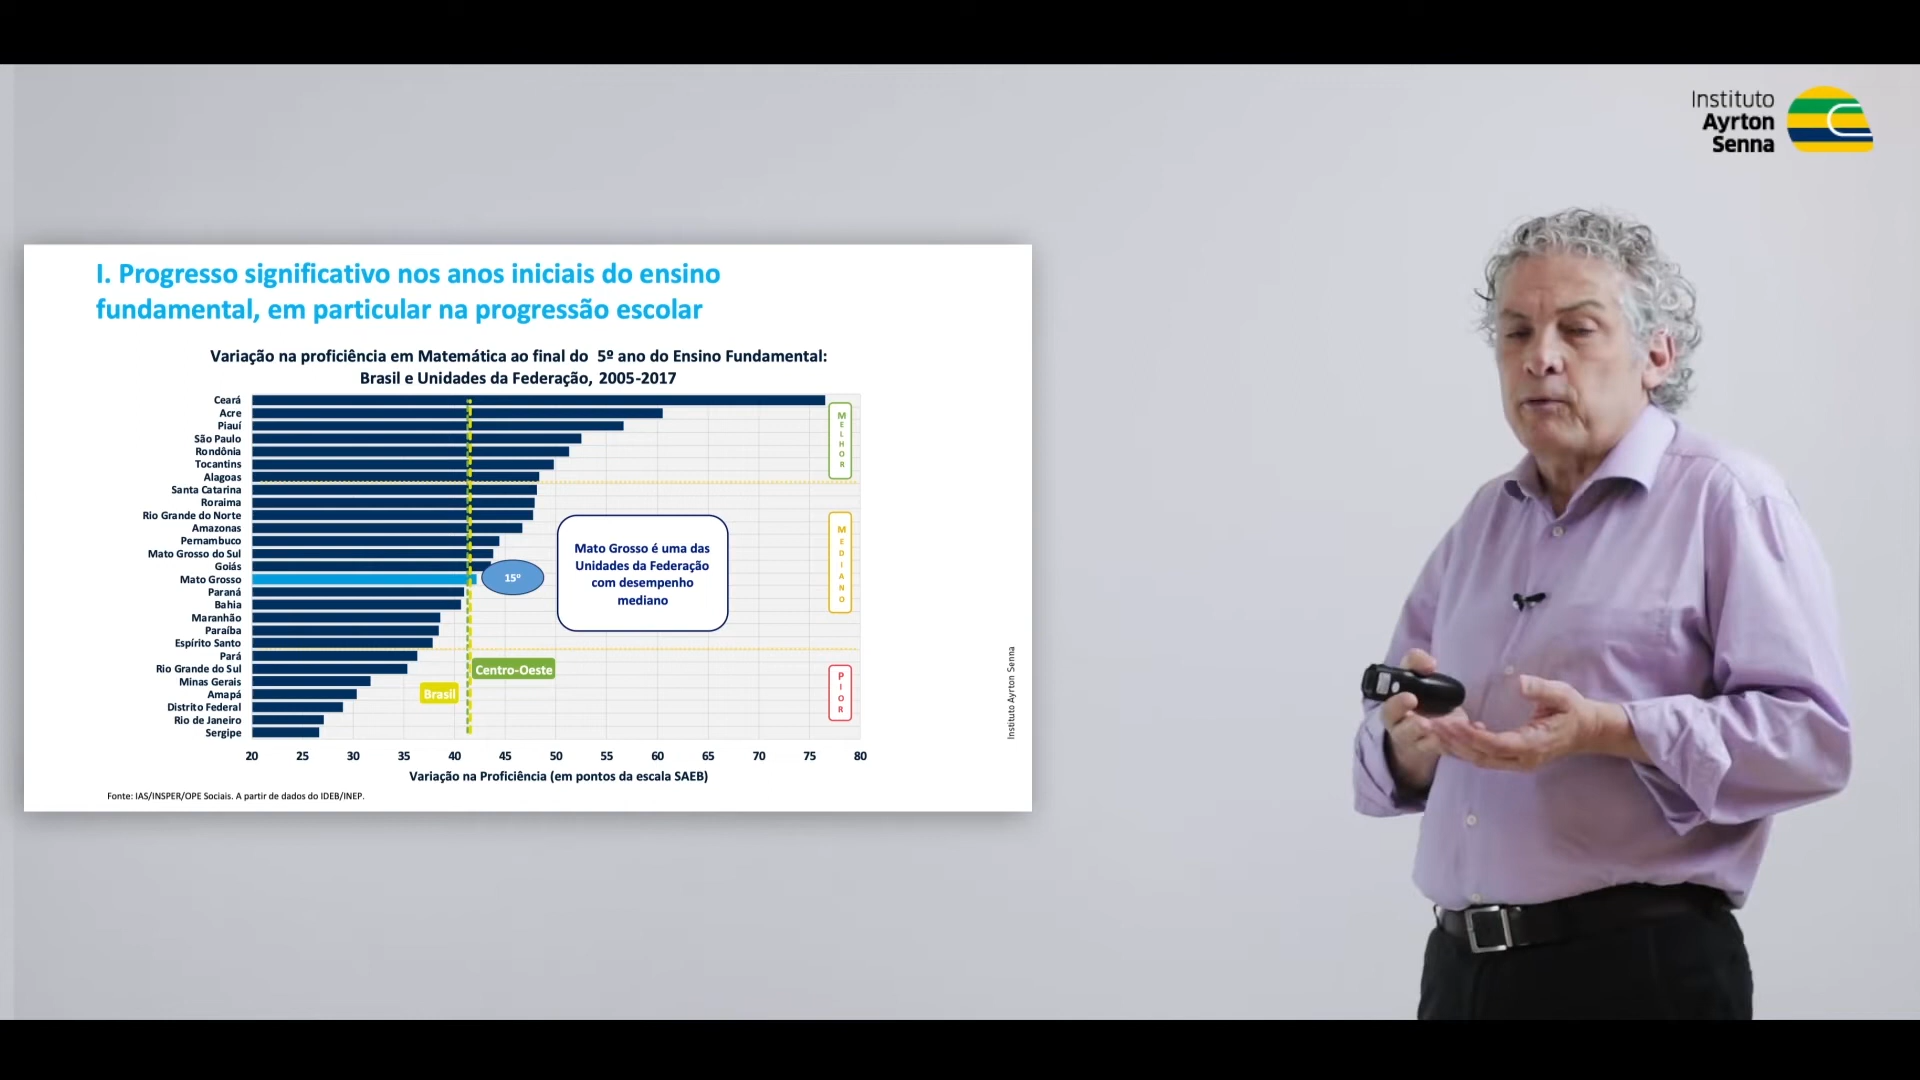 Instituto
Ayrton
Senna
I. Progresso significativo nos anos iniciais do ensino
fundamental, em particular na progressão escolar
Variação na proficiência em Matemática ao final do 5º ano do Ensino Fundamental:
Brasil e Unidades da Federação, 2005-2017
Ceará
Acre
Piauí
São Paulo
Rondônia
Tocantins
Alagoas
Santa Catarina
Roraima
Rio Grande do Norte
Amazonas
Pernambuco
Mato Grosso do Sul
Goiás
Mato Grosso
Paraná
Bahia
Maranhão
Paraíba
Espírito Santo
Pará
Rio Grande do Sul
Minas Gerais
Amapá
Distrito Federal
Rio de Janeiro
Sergipe
15º
Mato Grosso é uma das
Unidades da Federação
com desempenho
mediano
Centro-Oeste
Brasil
MELHOR
MEDIANO
PIOR
20 25 30 35 40 45 50 55 60 65 70 75 80
Variação na Proficiência (em pontos da escala SAEB)
Fonte: IAS/INSPER/OPE Sociais. A partir de dados do IDEB/INEP.
Instituto Ayrton Senna